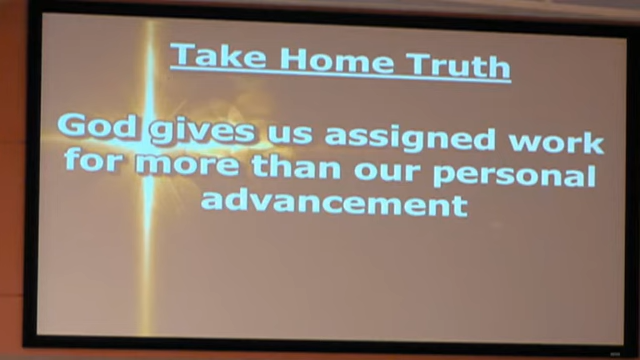 Take Home Truth
God gives us assigned work
for more than our personal
advancement